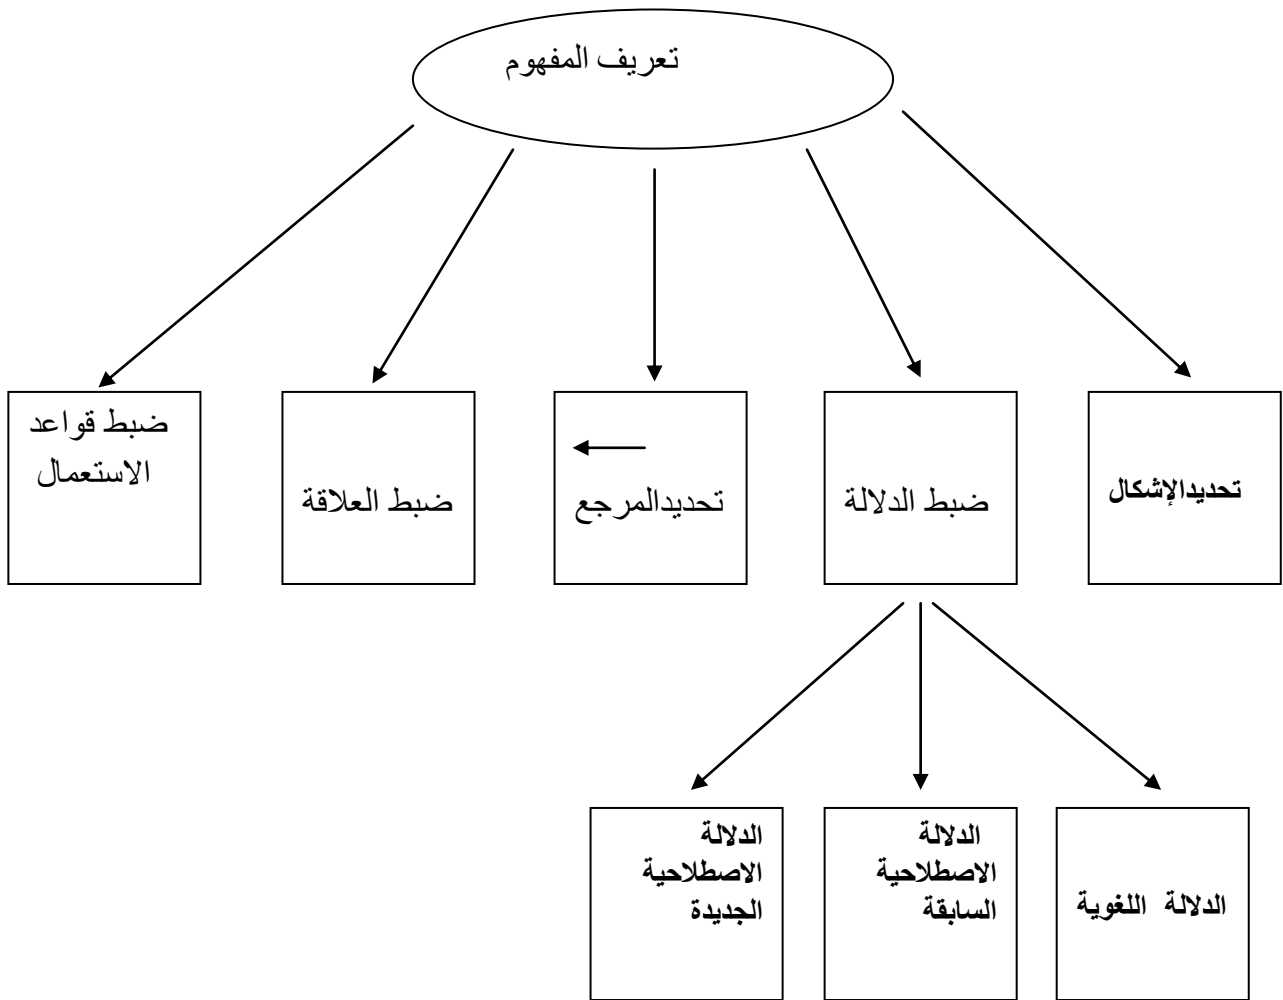 تعريف المفهوم
تحديدالإشكال
ضبط الدلالة
تحديدالمرجع
ضبط العلاقة
ضبط قواعد
الاستعمال
الدلالة اللغوية
الدلالة
الاصطلاحية
السابقة
الدلالة
الاصطلاحية
الجديدة